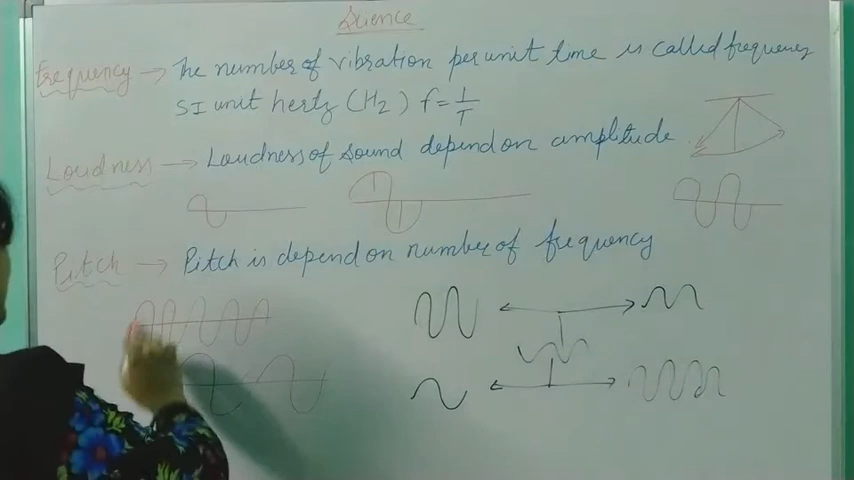 Science
Frequency → The number of vibration per unit time is called frequency
SI unit hertz (Hz) f = 1/T
Loudness → Loudness of sound depend on amplitude.
Pitch → Pitch is depend on number of frequency